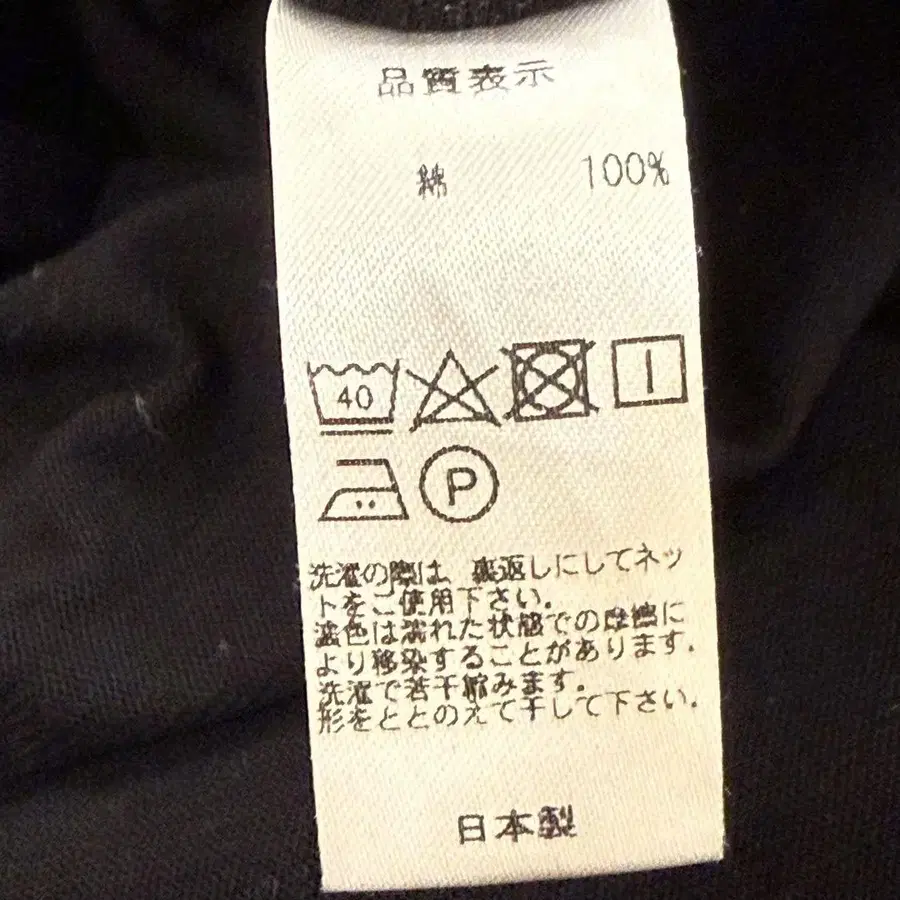 品質表示
綿 100%
40
P
洗濯の際は、裏返しにしてネッ
トをご使用下さい.
濃色は濡れた状態での摩擦に
より移染することがあります.
洗濯で若干縮みます.
形をととのえて干して下さい.
日本製